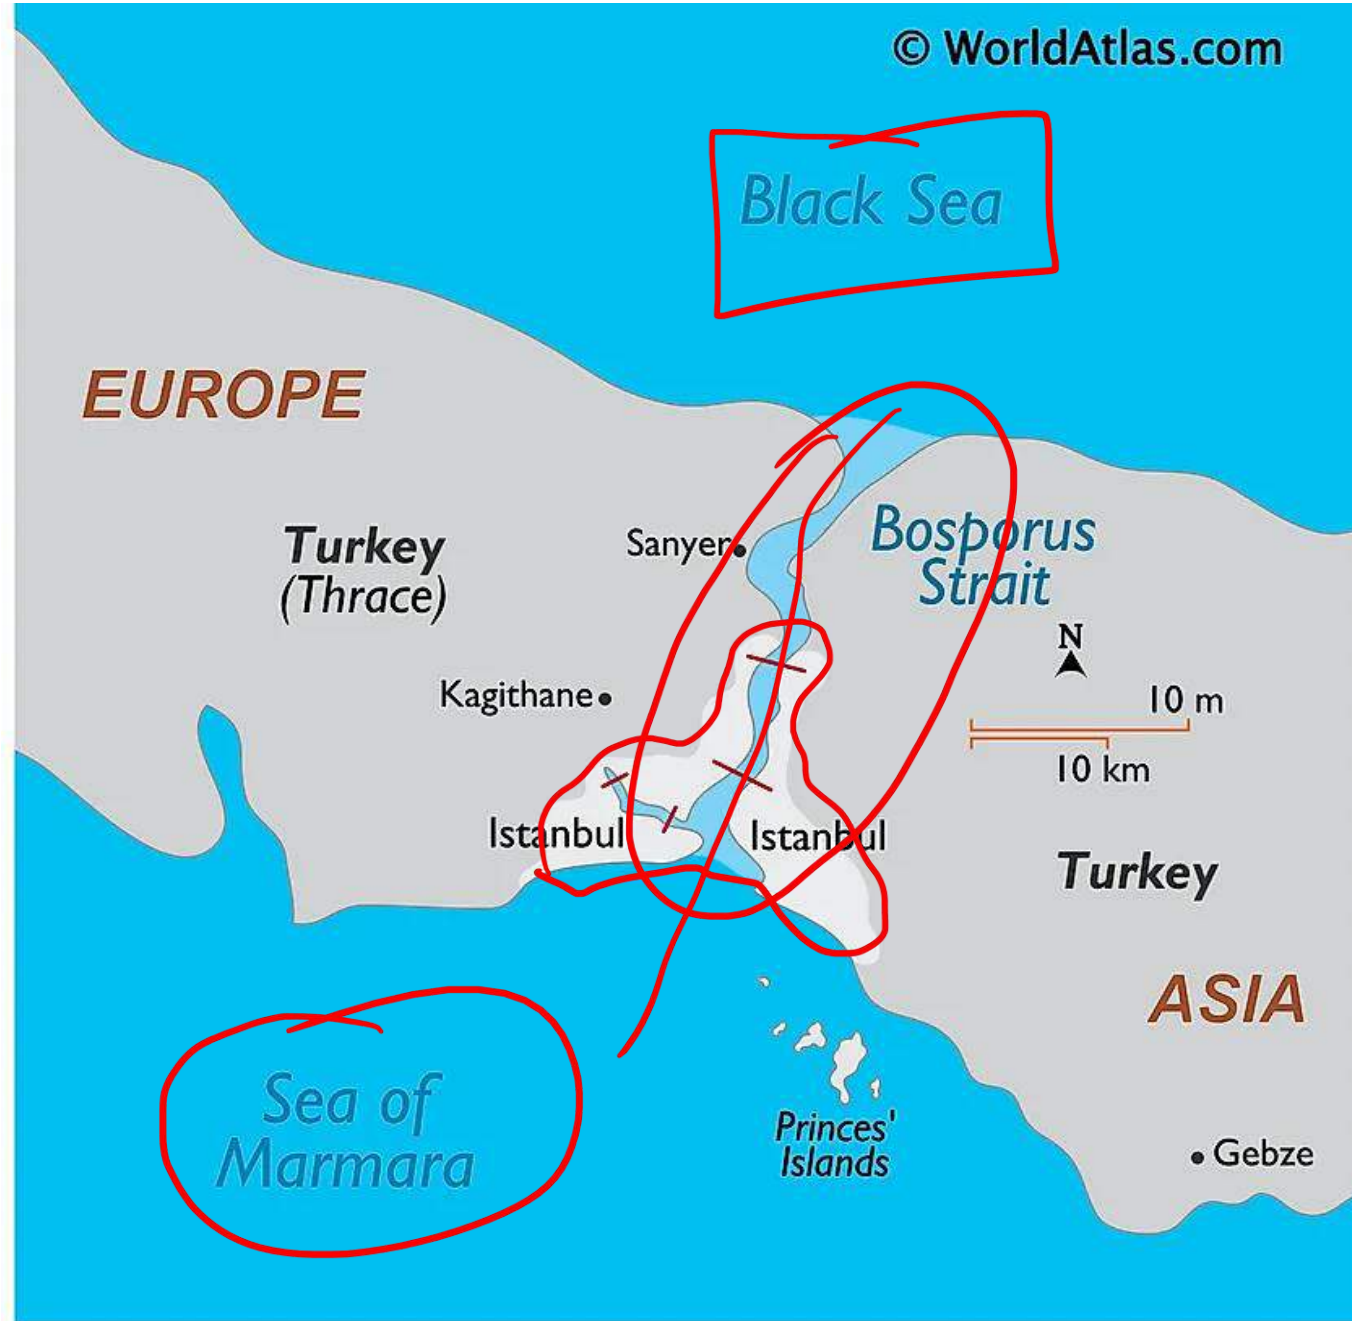 © WorldAtlas.com
Black Sea
EUROPE
Turkey
(Thrace)
Sanyer
Bosporus
Strait
N
Kagithane
10 m
10 km
Istanbul
Istanbul
Turkey
ASIA
Sea of
Marmara
Princes'
Islands
Gebze